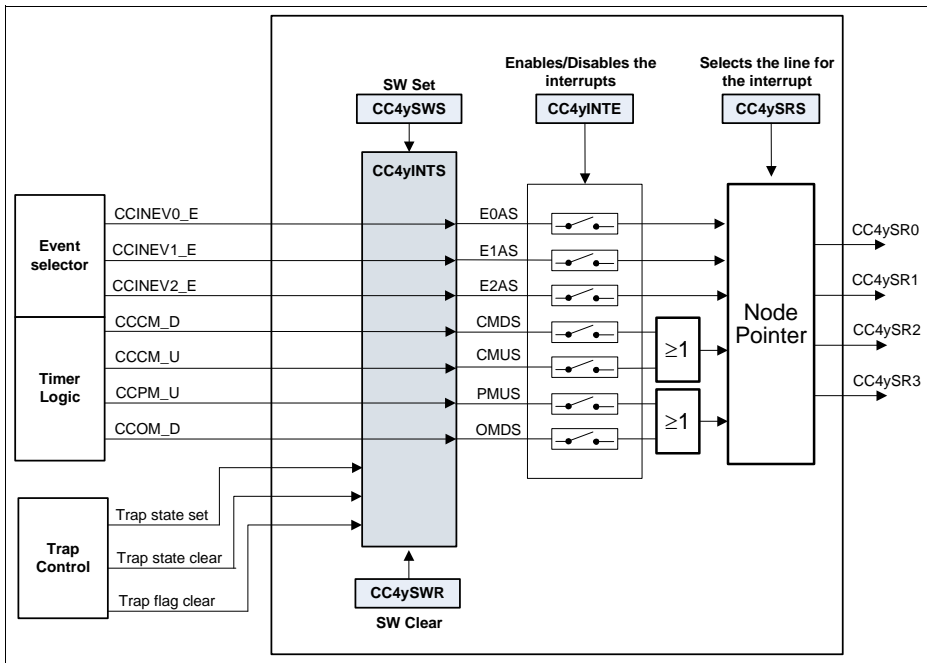 Enables/Disables the
interrupts
Selects the line for
the interrupt
SW Set
CC4ySWS
CC4yINTE
CC4ySRS
CC4yINTS
Event
selector
CCINEV0_E
CCINEV1_E
CCINEV2_E
E0AS
E1AS
E2AS
Timer
Logic
CCCM_D
CCCM_U
CCPM_U
CCOM_D
CMDS
CMUS
PMUS
OMDS
≥1
≥1
Node
Pointer
CC4ySR0
CC4ySR1
CC4ySR2
CC4ySR3
Trap
Control
Trap state set
Trap state clear
Trap flag clear
CC4ySWR
SW Clear